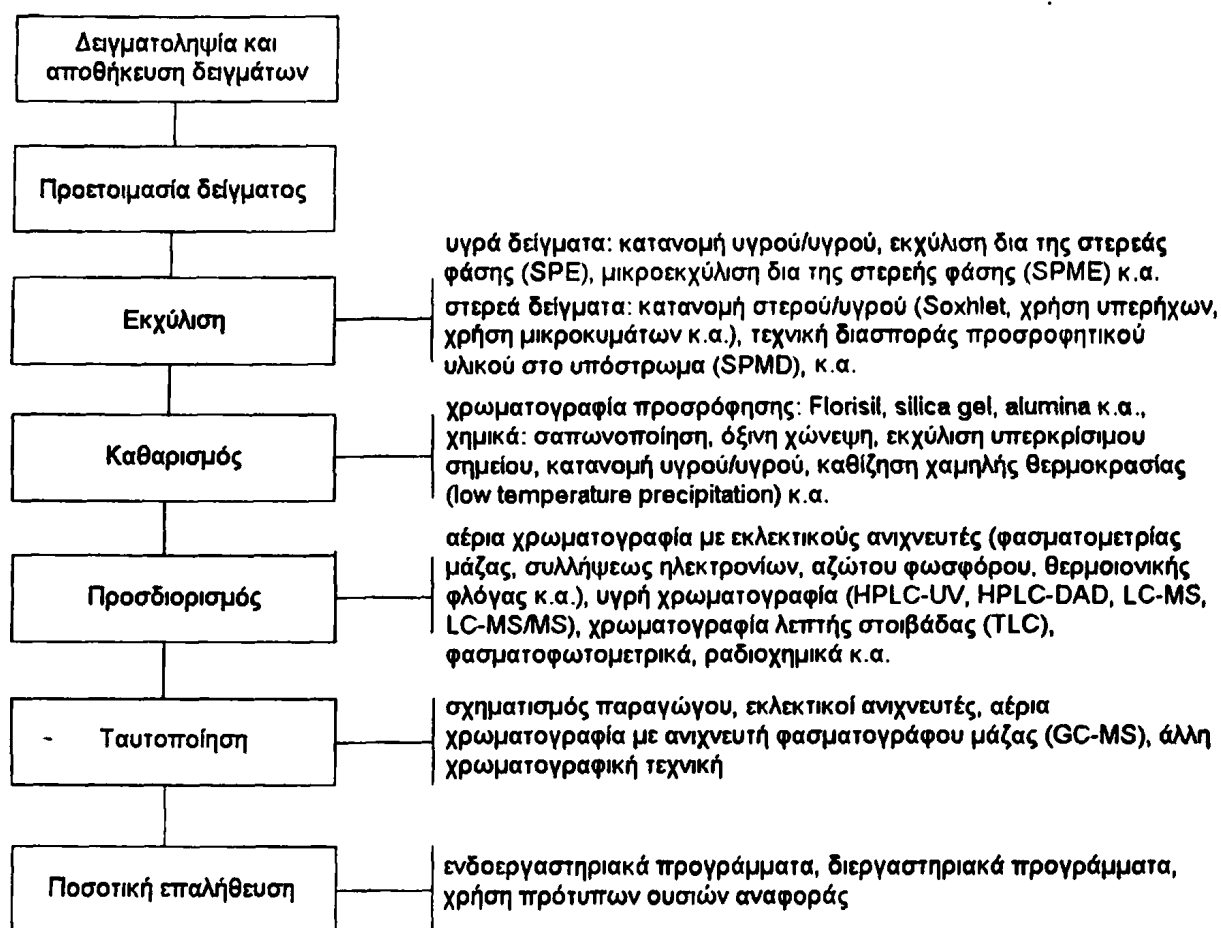 Δειγματοληψία και
αποθήκευση δειγμάτων
Προετοιμασία δείγματος
Εκχύλιση
υγρά δείγματα: κατανομή υγρού/υγρού, εκχύλιση δια της στερεάς
φάσης (SPE), μικροεκχύλιση δια της στερεής φάσης (SPME) κ.α.
στερεά δείγματα: κατανομή στερού/υγρού (Soxhlet, χρήση υπερήχων,
χρήση μικροκυμάτων κ.α.), τεχνική διασποράς προσροφητικού
υλικού στο υπόστρωμα (SPMD), κ.α.
Καθαρισμός
χρωματογραφία προσρόφησης: Florisil, silica gel, alumina κ.α.,
χημικά: σαπωνοποίηση, όξινη χώνεψη, εκχύλιση υπερκρίσιμου
σημείου, κατανομή υγρού/υγρού, καθίζηση χαμηλής θερμοκρασίας
(low temperature precipitation) κ.α.
Προσδιορισμός
αέρια χρωματογραφία με εκλεκτικούς ανιχνευτές (φασματομετρίας
μάζας, συλλήψεως ηλεκτρονίων, αζώτου φωσφόρου, θερμοιονικής
φλόγας κ.α.), υγρή χρωματογραφία (HPLC-UV, HPLC-DAD, LC-MS,
LC-MS/MS), χρωματογραφία λεπτής στοιβάδας (TLC),
φασματοφωτομετρικά, ραδιοχημικά κ.α.
Ταυτοποίηση
σχηματισμός παραγώγου, εκλεκτικοί ανιχνευτές, αέρια
χρωματογραφία με ανιχνευτή φασματογράφου μάζας (GC-MS), άλλη
χρωματογραφική τεχνική
Ποσοτική επαλήθευση
ενδοεργαστηριακά προγράμματα, διεργαστηριακά προγράμματα,
χρήση πρότυπων ουσιών αναφοράς